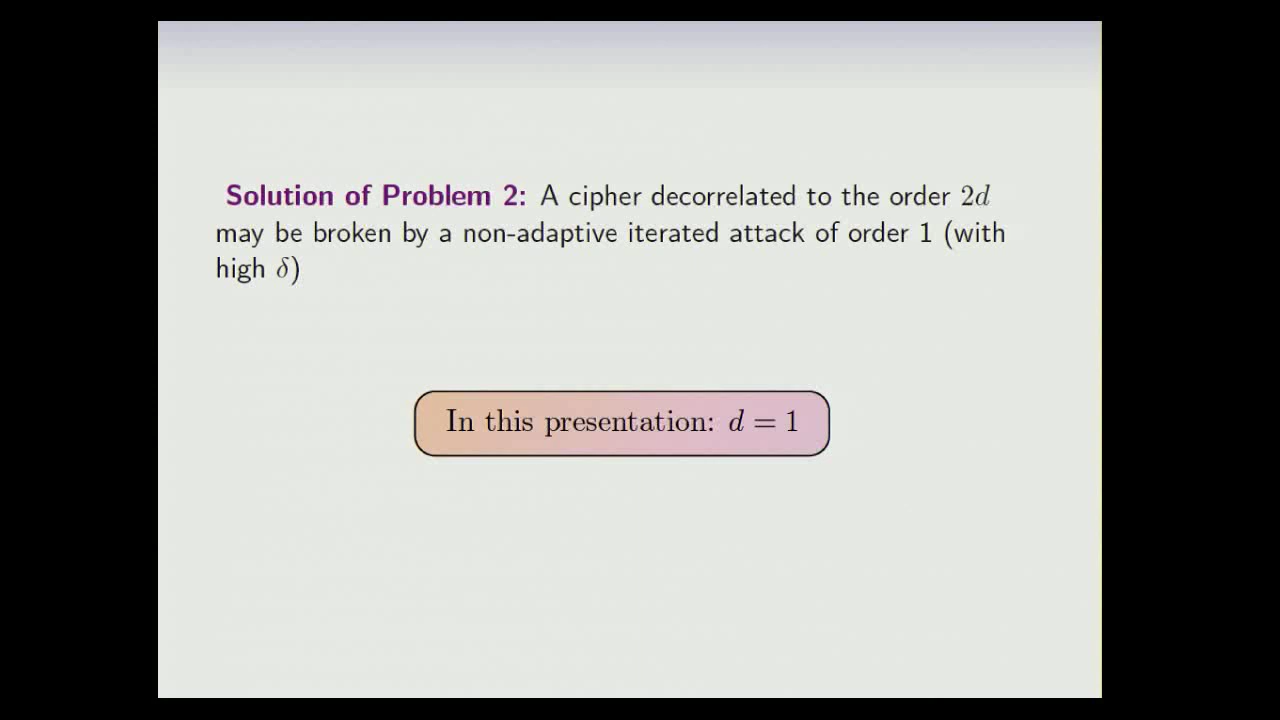 Solution of Problem 2: A cipher decorrelated to the order 2d
may be broken by a non-adaptive iterated attack of order 1 (with
high δ)
In this presentation: d = 1